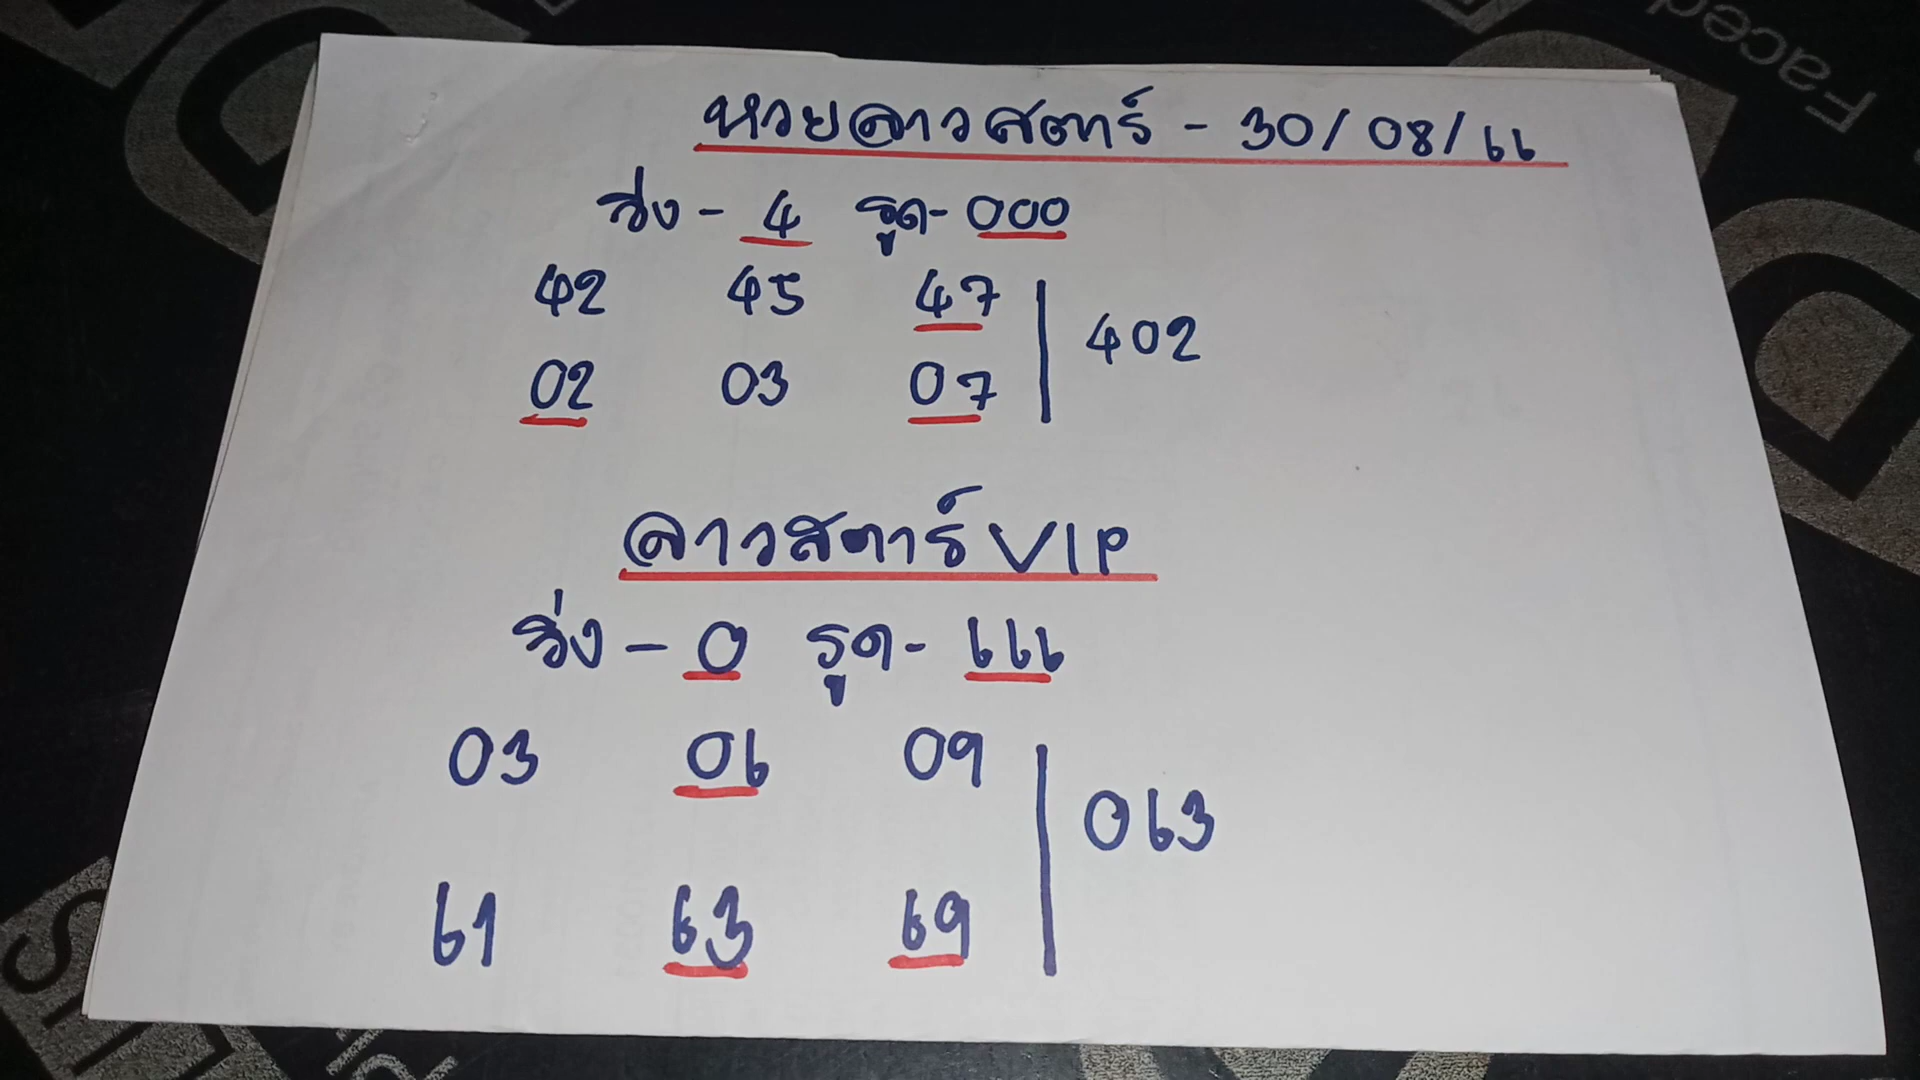 หวยลาวสตาร์ - 30/08/66
วิ่ง - 4 รูด - 000
42 45 47
402
02 03 07
ลาวสตาร์ VIP
วิ่ง - 0 รูด - 666
03 06 09
063
61 63 69
Faced